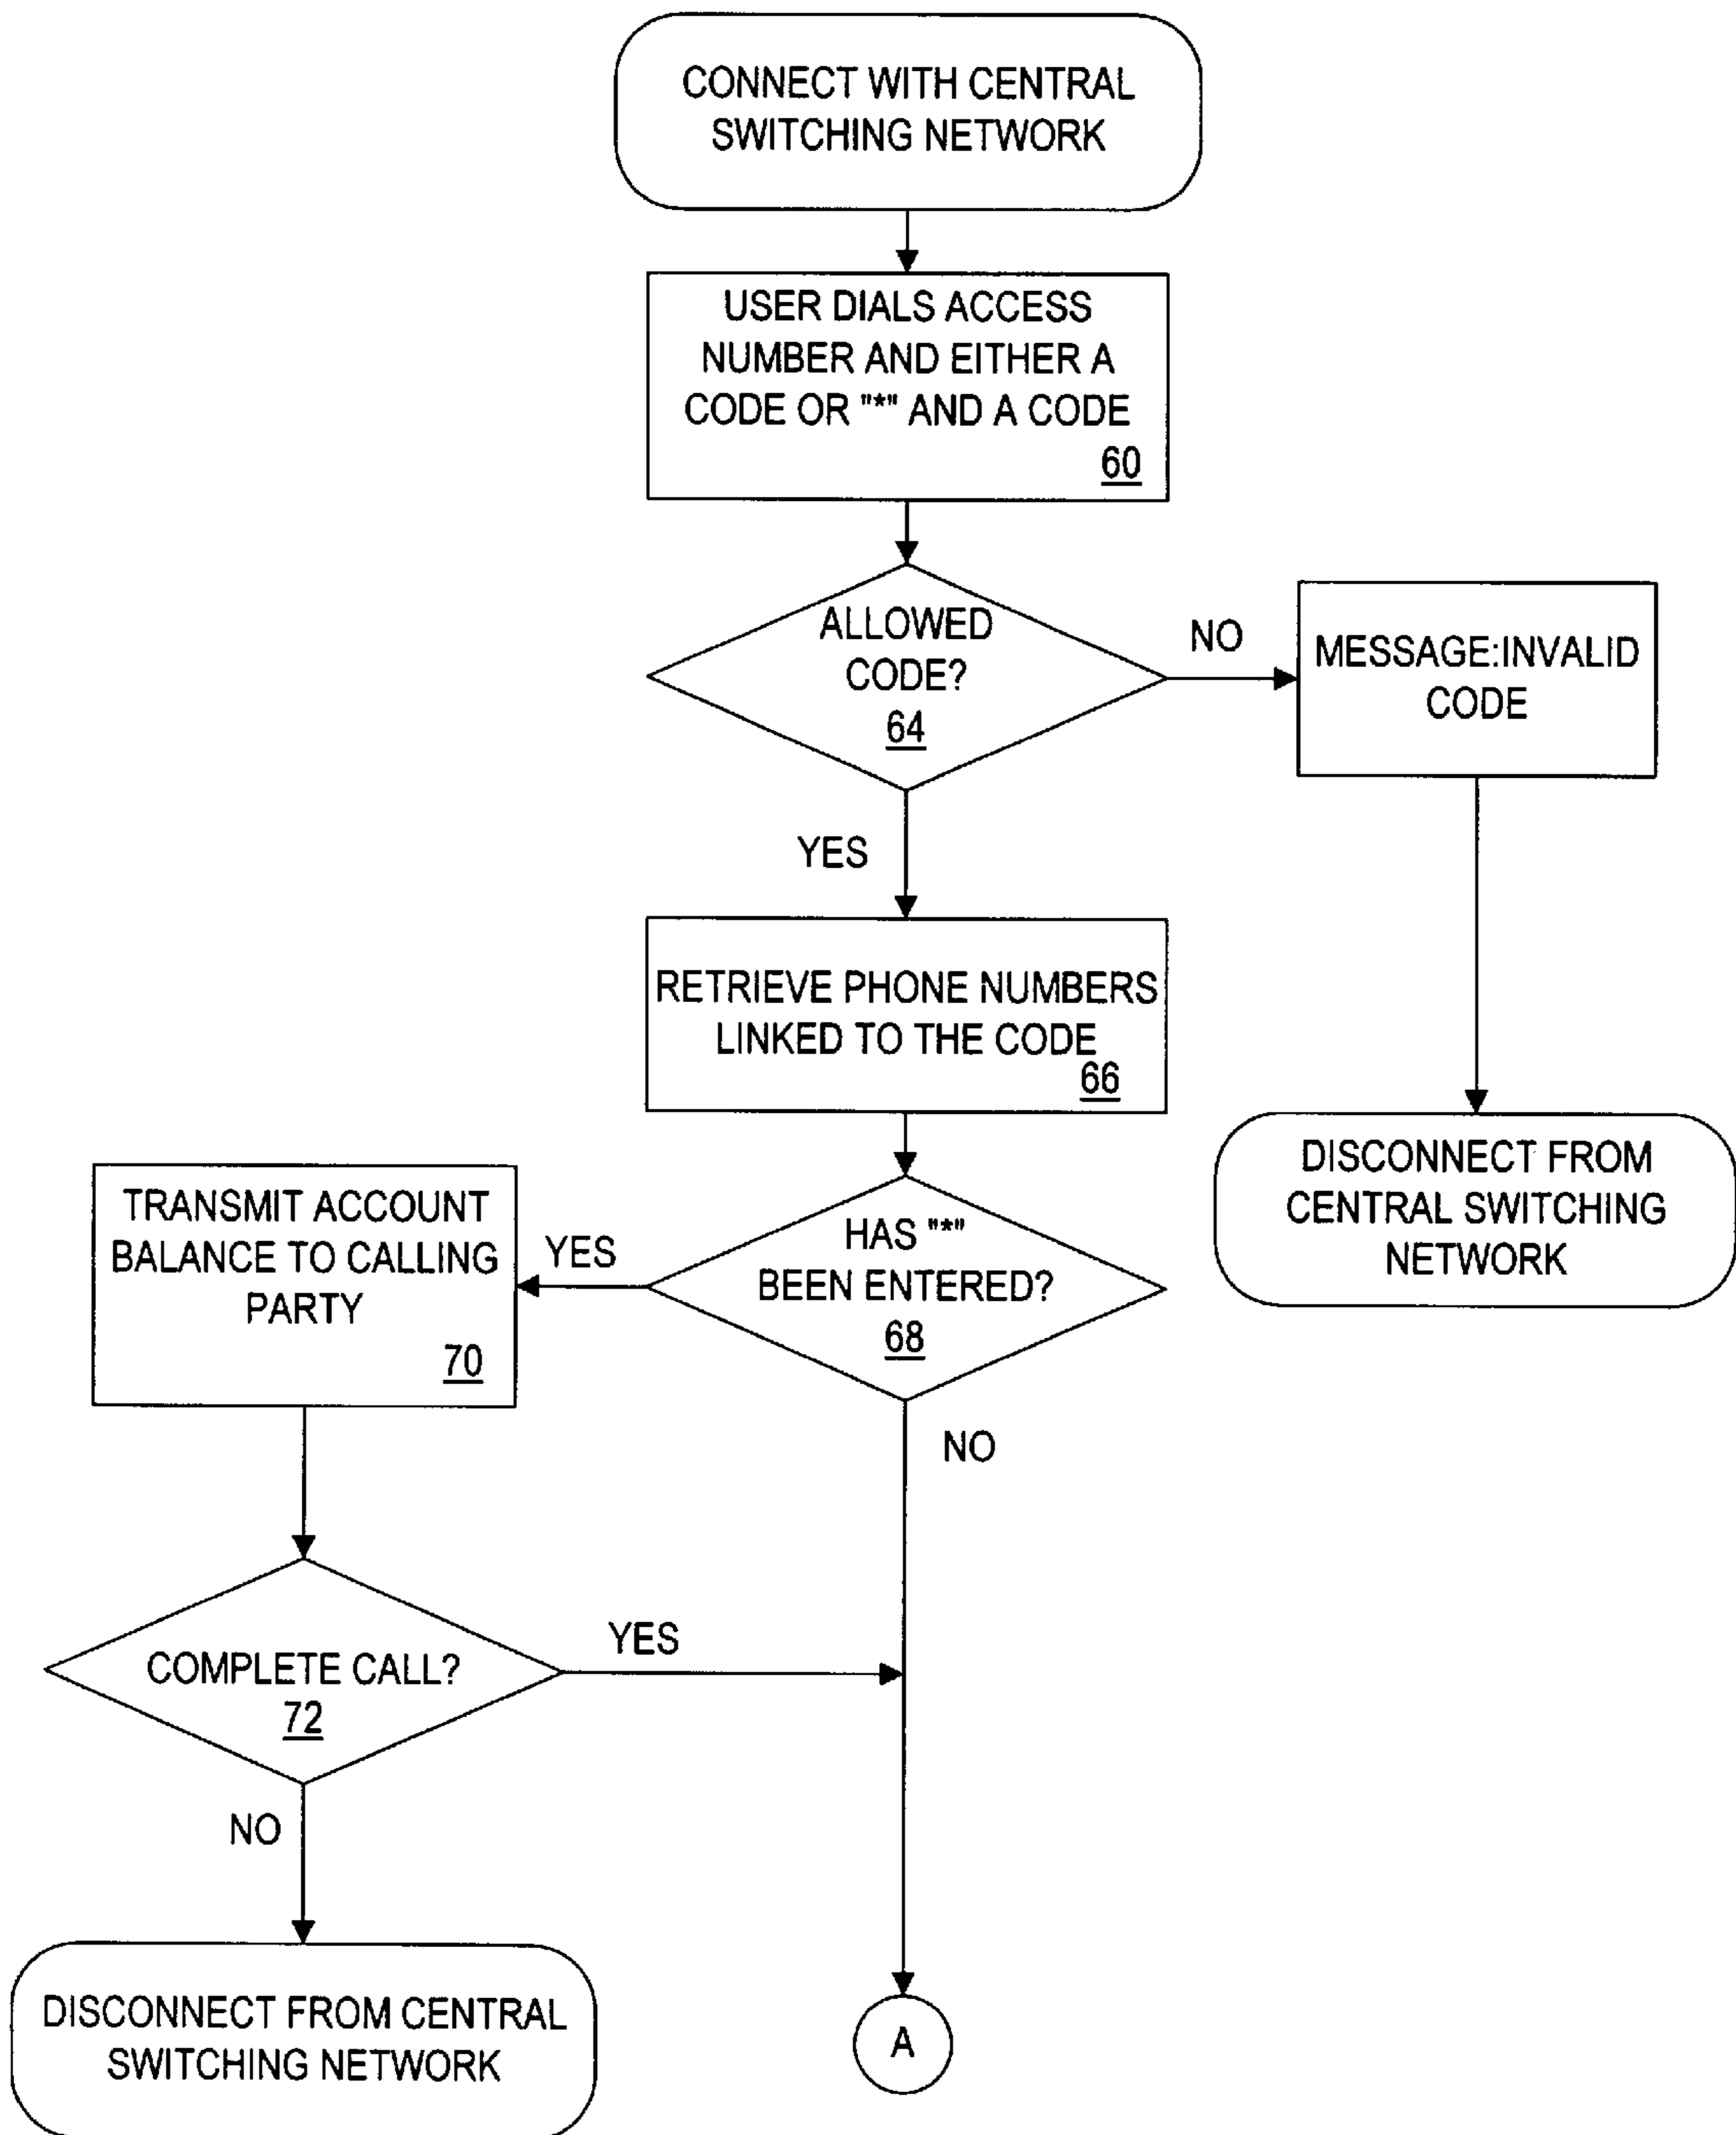 CONNECT WITH CENTRAL
SWITCHING NETWORK
USER DIALS ACCESS
NUMBER AND EITHER A
CODE OR "*" AND A CODE
60
ALLOWED
CODE?
64
NO
MESSAGE:INVALID
CODE
YES
RETRIEVE PHONE NUMBERS
LINKED TO THE CODE
66
DISCONNECT FROM
CENTRAL SWITCHING
NETWORK
HAS "*"
BEEN ENTERED?
68
YES
TRANSMIT ACCOUNT
BALANCE TO CALLING
PARTY
70
NO
COMPLETE CALL?
72
YES
NO
DISCONNECT FROM CENTRAL
SWITCHING NETWORK
A